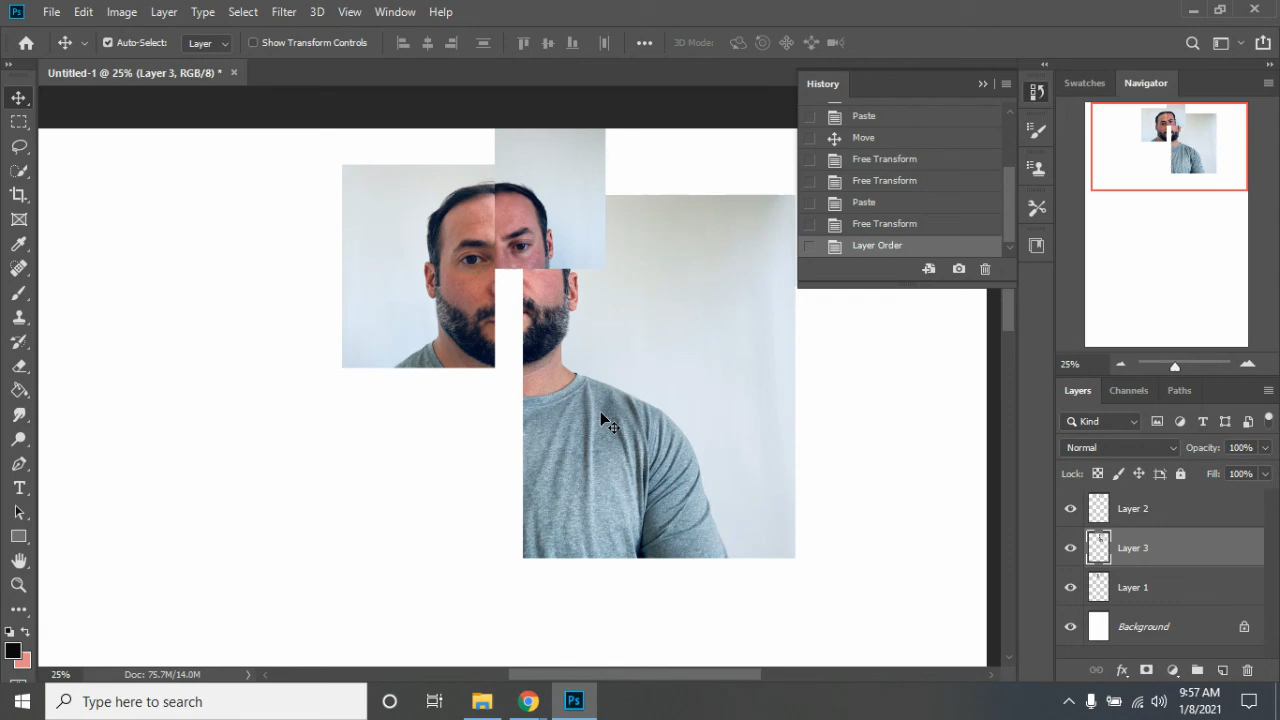 Ps File Edit Image Layer Type Select Filter 3D View Window Help
Auto-Select: Layer Show Transform Controls 3D Mode:
Untitled-1 @ 25% (Layer 3, RGB/8) *
History
Paste
Move
Free Transform
Free Transform
Paste
Free Transform
Layer Order
Swatches Navigator
25%
Layers Channels Paths
Kind
Normal Opacity: 100%
Lock: Fill: 100%
Layer 2
Layer 3
Layer 1
Background
25% Doc: 75.7M/14.0M
Type here to search
Ps
9:57 AM
1/8/2021